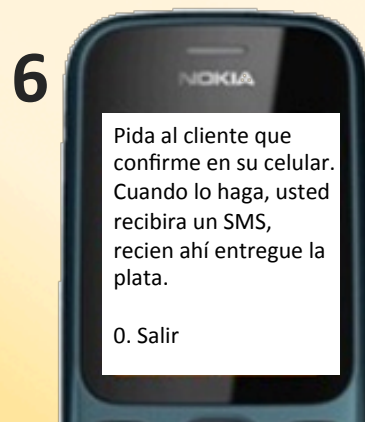 6
NOKIA
Pida al cliente que
confirme en su celular.
Cuando lo haga, usted
recibira un SMS,
recien ahí entregue la
plata.
0. Salir